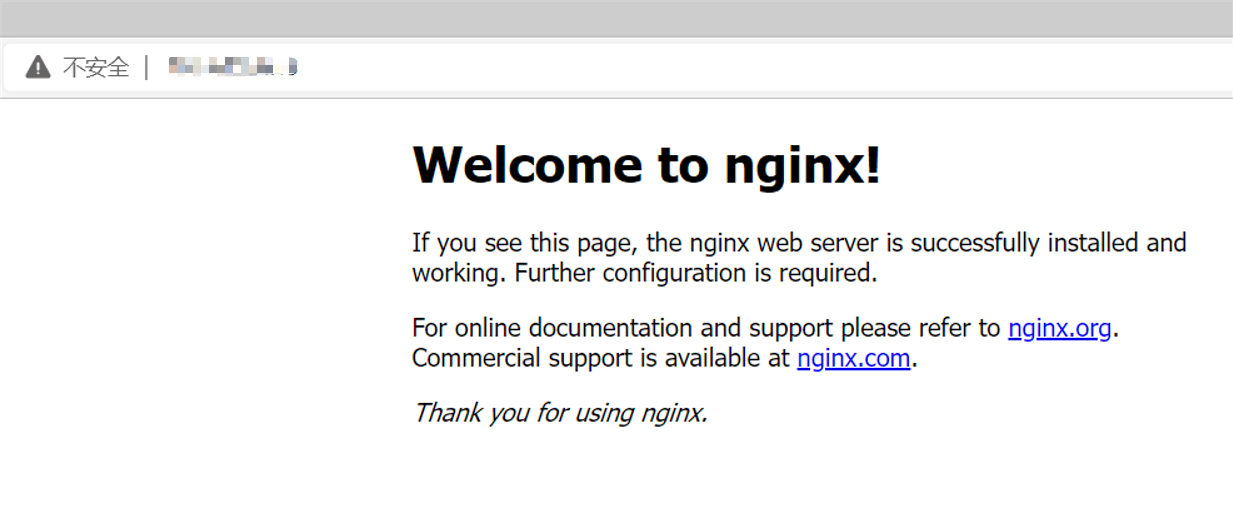 不安全
Welcome to nginx!
If you see this page, the nginx web server is successfully installed and
working. Further configuration is required.
For online documentation and support please refer to nginx.org.
Commercial support is available at nginx.com.
Thank you for using nginx.